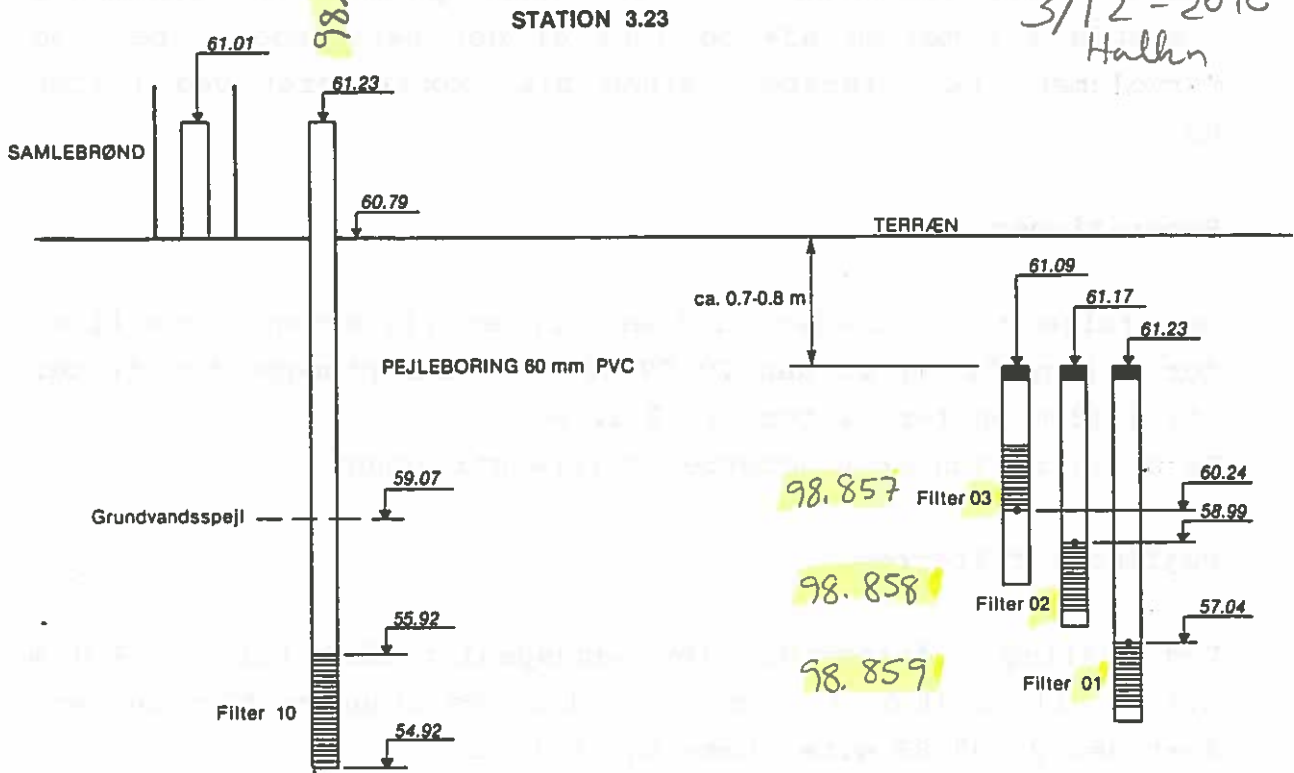 STATION 3.23
3/12-2010
Halkn
98.
61.01
61.23
SAMLEBRØND
60.79
TERRÆN
ca. 0.7-0.8 m
61.09
61.17
61.23
PEJLEBORING 60 mm PVC
59.07
Grundvandsspejl
98.857 Filter 03
60.24
58.99
98.858
Filter 02
55.92
57.04
98.859
Filter 01
Filter 10
54.92